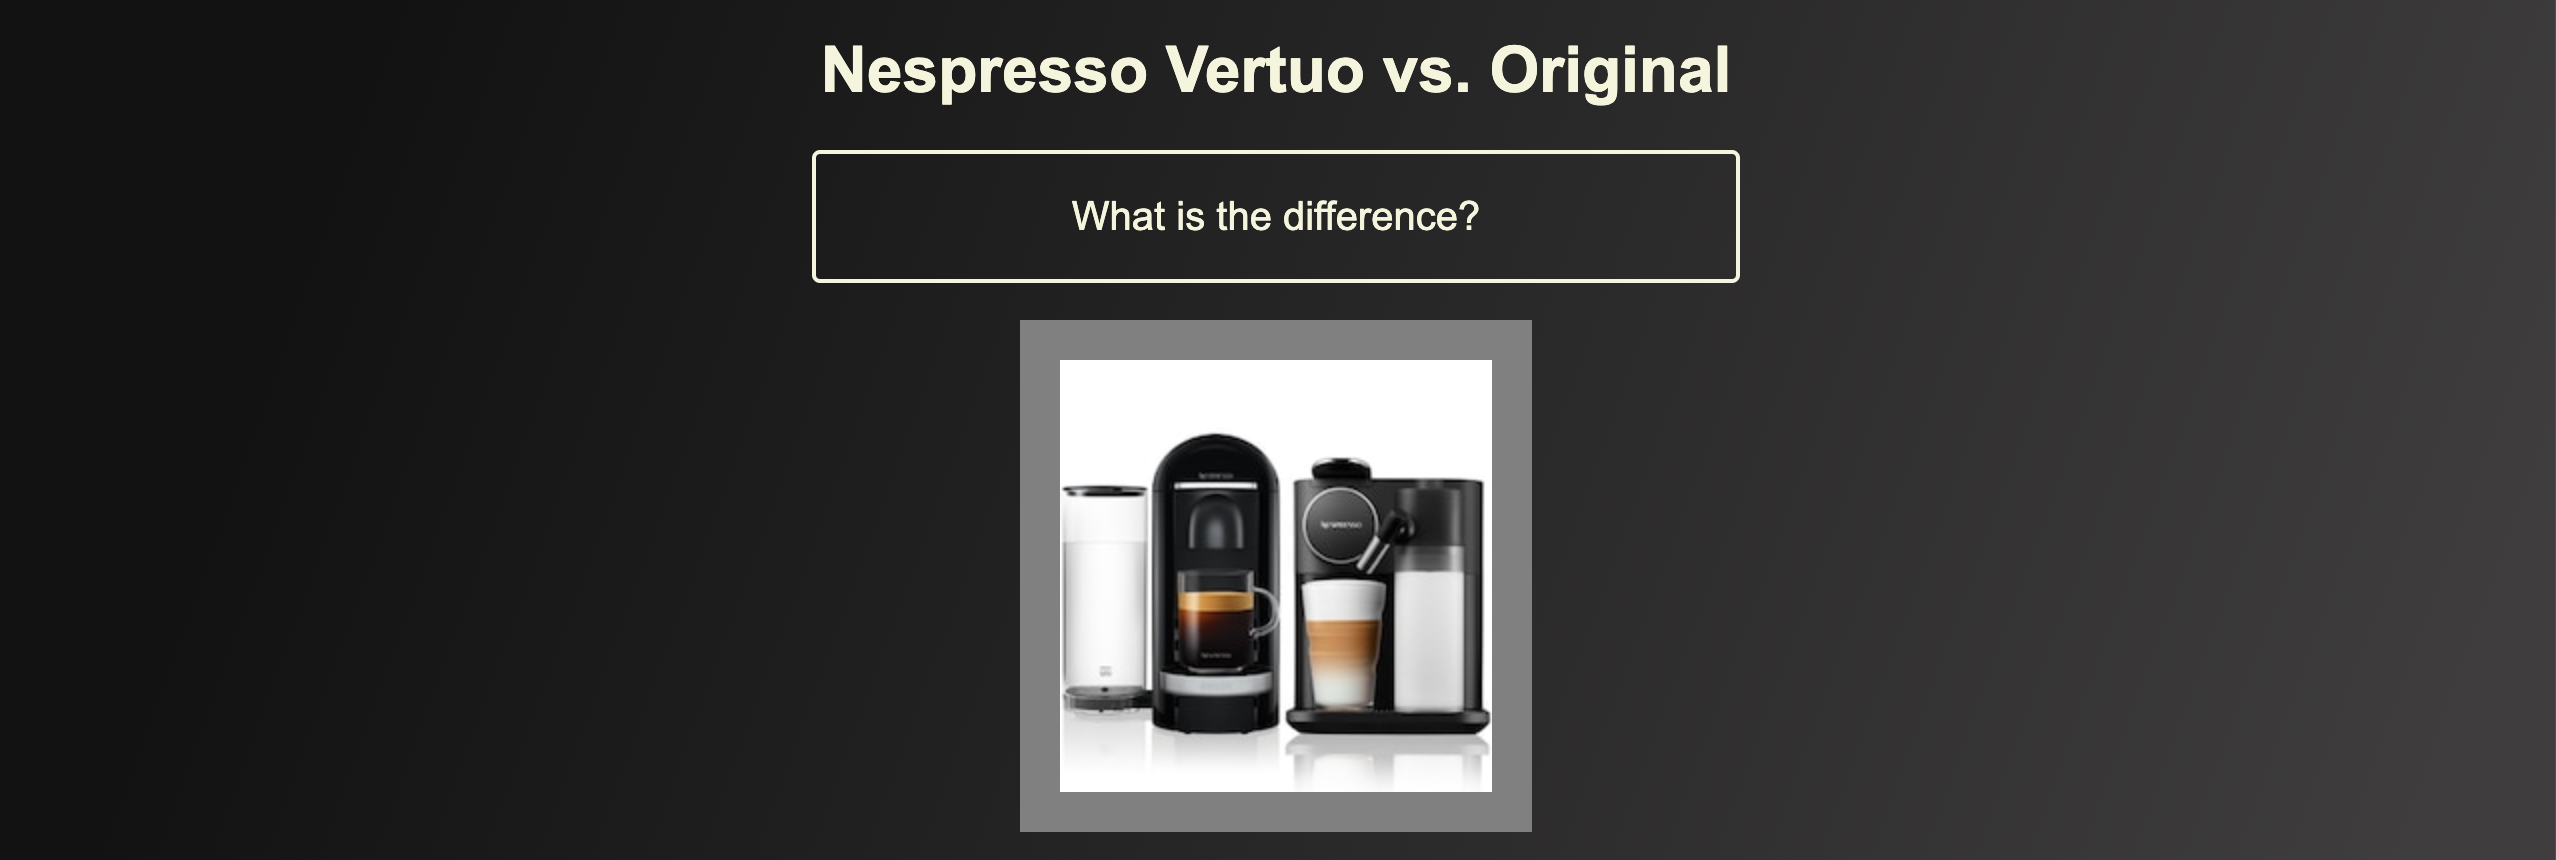 Nespresso Vertuo vs. Original
What is the difference?